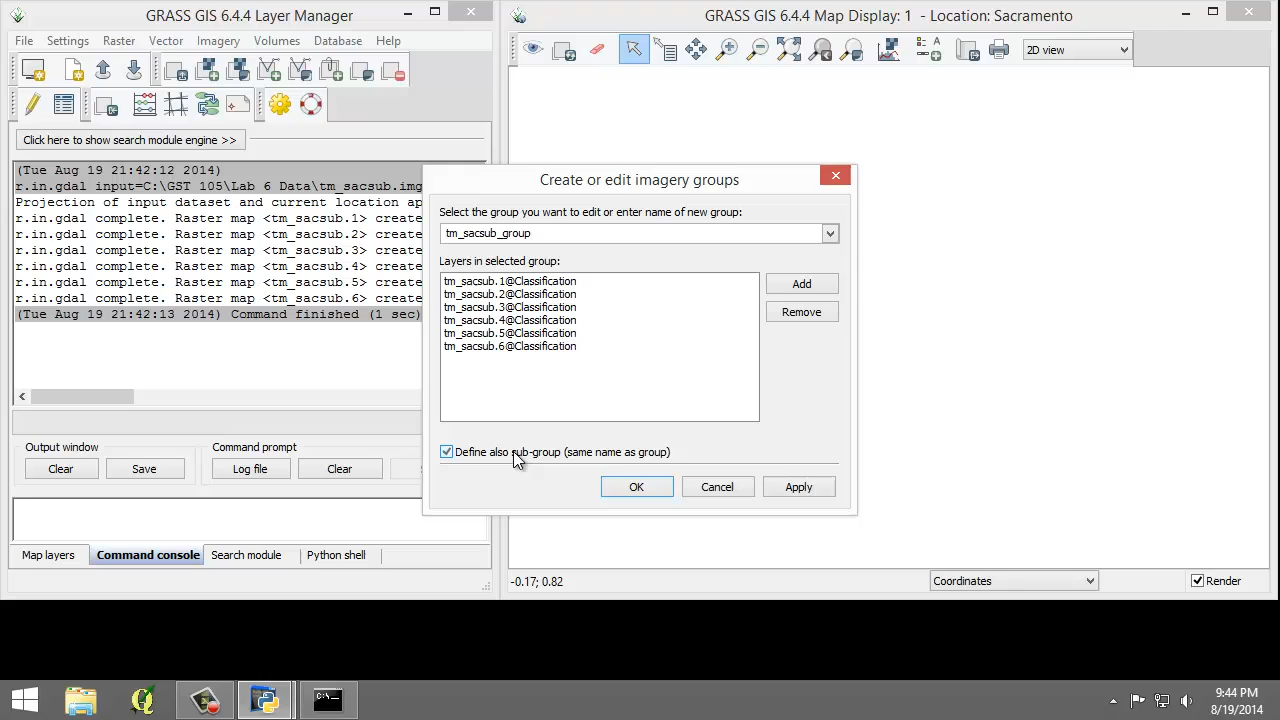 GRASS GIS 6.4.4 Layer Manager
File Settings Raster Vector Imagery Volumes Database Help
Click here to show search module engine >>
(Tue Aug 19 21:42:12 2014)
r.in.gdal input=C:\GST 105\Lab 6 Data\tm_sacsub.img
Projection of input dataset and current location ap
r.in.gdal complete. Raster map <tm_sacsub.1> create
r.in.gdal complete. Raster map <tm_sacsub.2> create
r.in.gdal complete. Raster map <tm_sacsub.3> create
r.in.gdal complete. Raster map <tm_sacsub.4> create
r.in.gdal complete. Raster map <tm_sacsub.5> create
r.in.gdal complete. Raster map <tm_sacsub.6> create
(Tue Aug 19 21:42:13 2014) Command finished (1 sec)
Output window
Command prompt
Clear Save Log file Clear
Map layers Command console Search module Python shell
GRASS GIS 6.4.4 Map Display: 1 - Location: Sacramento
2D view
Create or edit imagery groups
Select the group you want to edit or enter name of new group:
tm_sacsub_group
Layers in selected group:
tm_sacsub.1@Classification
tm_sacsub.2@Classification
tm_sacsub.3@Classification
tm_sacsub.4@Classification
tm_sacsub.5@Classification
tm_sacsub.6@Classification
Add
Remove
Define also sub-group (same name as group)
OK Cancel Apply
-0.17; 0.82
Coordinates
Render
9:44 PM
8/19/2014